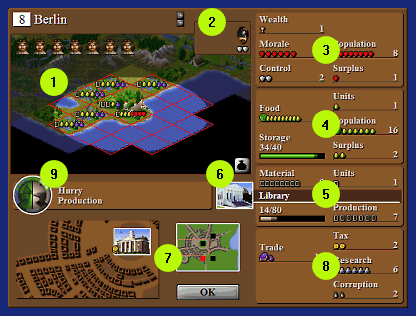 8 Berlin
2
Wealth
1
Morale
Population
3
8
Control
2
Surplus
1
1
Food
Units
1
Population
4
16
Storage
34/40
Surplus
2
9
Hurry
Production
6
Material
Units
1
5
Library
14/80
Production
7
7
Trade
Tax
2
Research
8
6
Corruption
2
OK